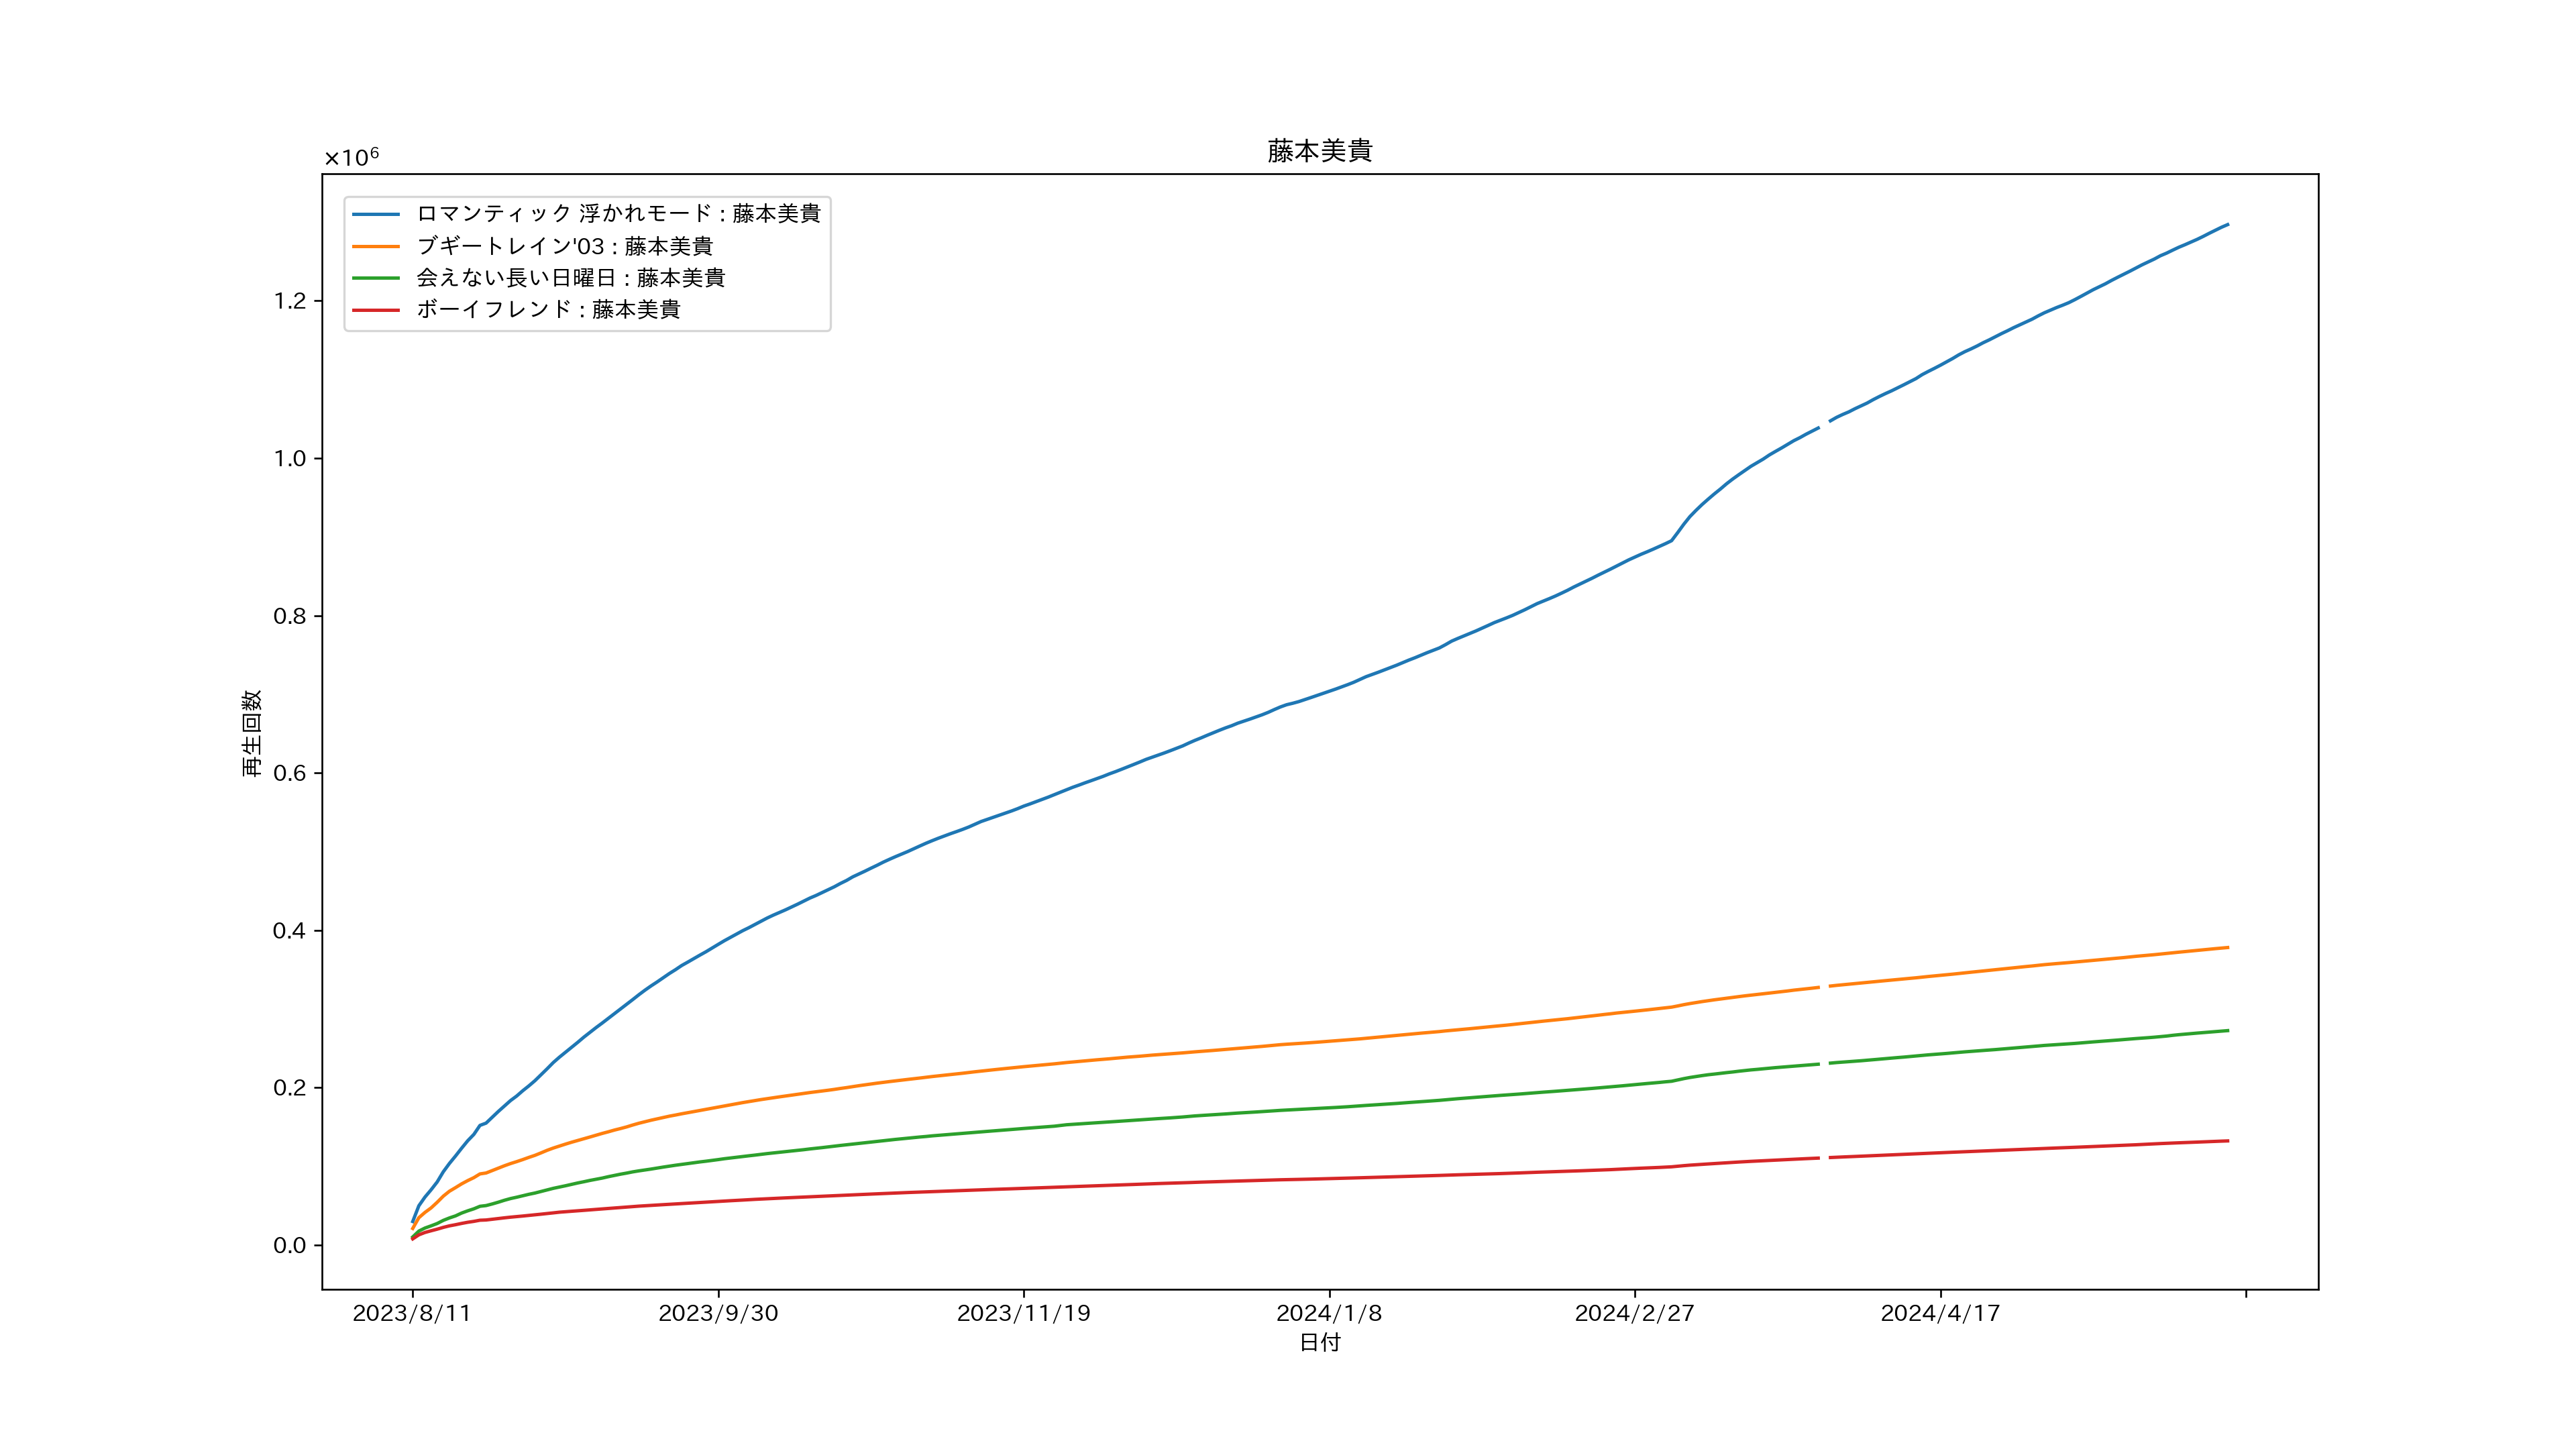 藤本美貴
×10⁶
ロマンティック 浮かれモード : 藤本美貴
ブギートレイン'03 : 藤本美貴
会えない長い日曜日 : 藤本美貴
ボーイフレンド : 藤本美貴
1.2
1.0
0.8
0.6
0.4
0.2
0.0
再生回数
2023/8/11
2023/9/30
2023/11/19
2024/1/8
2024/2/27
2024/4/17
日付